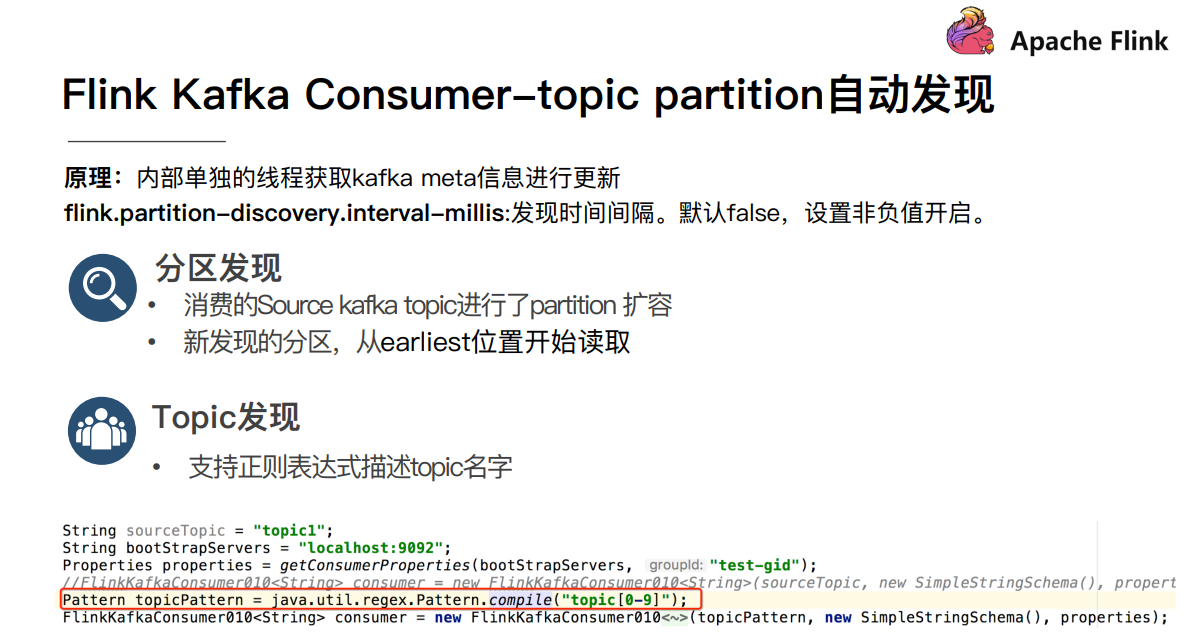 Apache Flink
Flink Kafka Consumer–topic partition自动发现
原理：内部单独的线程获取kafka meta信息进行更新
flink.partition-discovery.interval-millis:发现时间间隔。默认false，设置非负值开启。
分区发现
• 消费的Source kafka topic进行了partition 扩容
• 新发现的分区，从earliest位置开始读取
Topic发现
• 支持正则表达式描述topic名字
String sourceTopic = "topic1";
String bootStrapServers = "localhost:9092";
Properties properties = getConsumerProperties(bootStrapServers, groupId: "test-gid");
//FlinkKafkaConsumer010<String> consumer = new FlinkKafkaConsumer010<String>(sourceTopic, new SimpleStringSchema(), propert
Pattern topicPattern = java.util.regex.Pattern.compile("topic[0-9]");
FlinkKafkaConsumer010<String> consumer = new FlinkKafkaConsumer010<~>(topicPattern, new SimpleStringSchema(), properties);